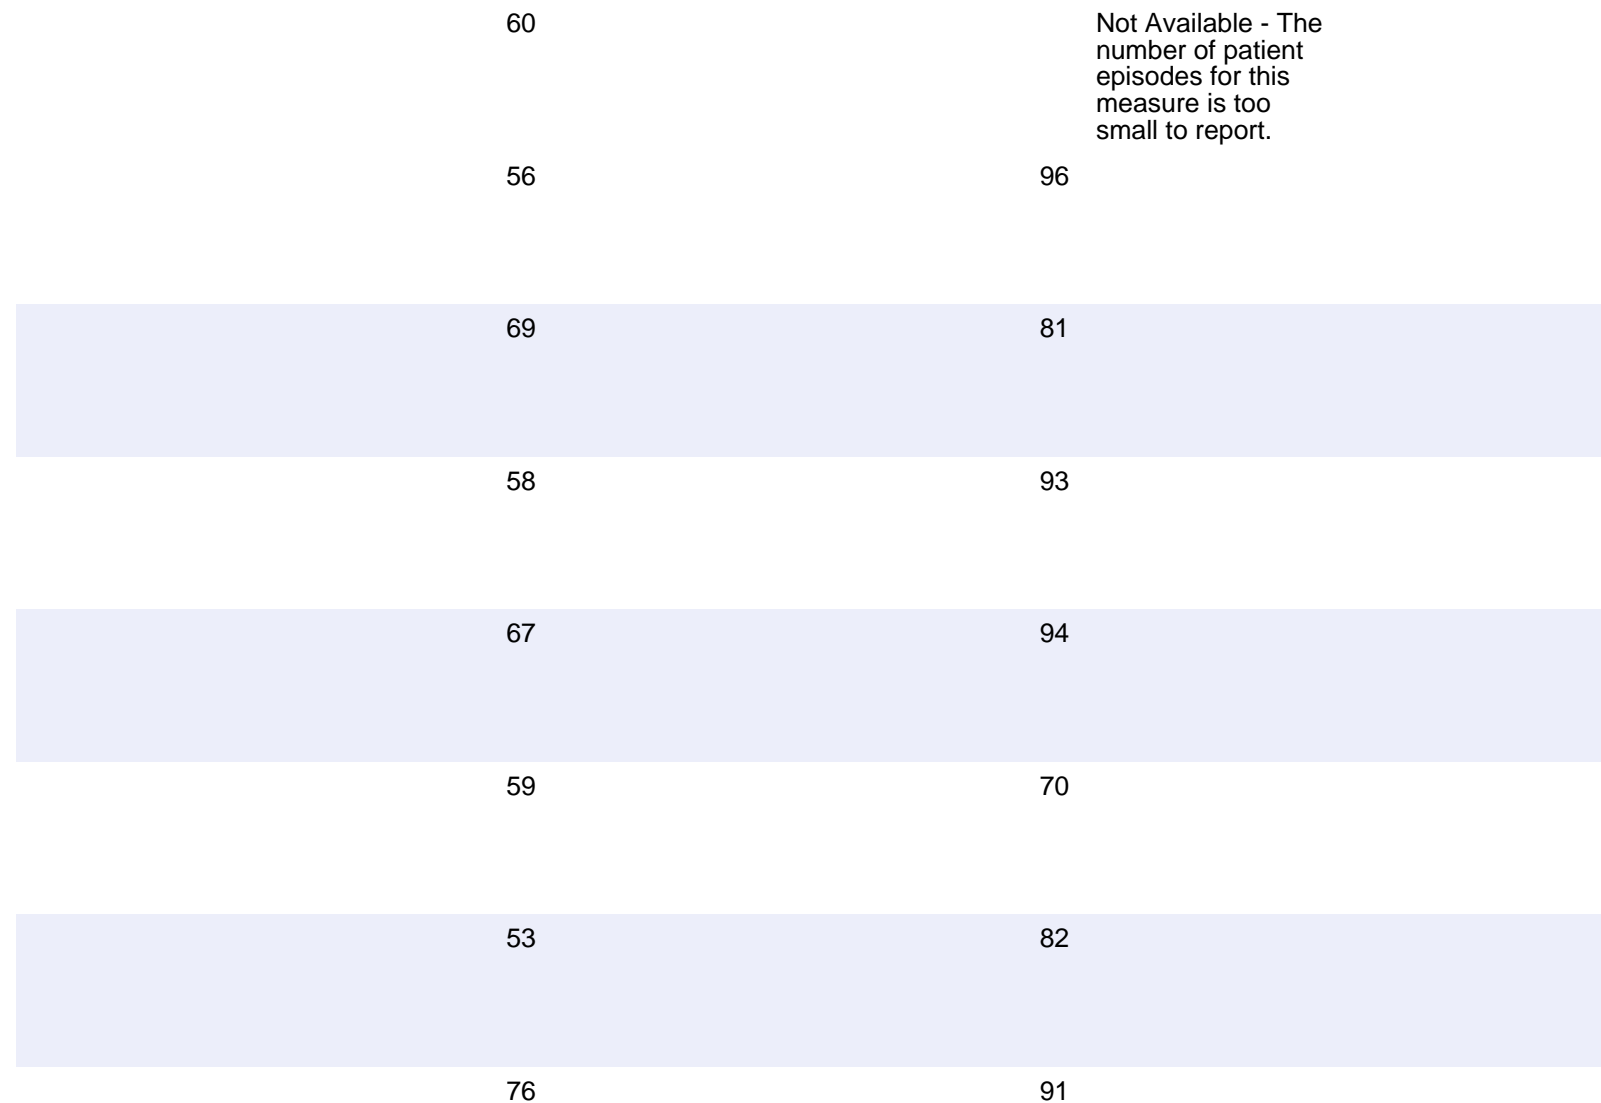 60 Not Available - The
number of patient
episodes for this
measure is too
small to report.
56 96
69 81
58 93
67 94
59 70
53 82
76 91